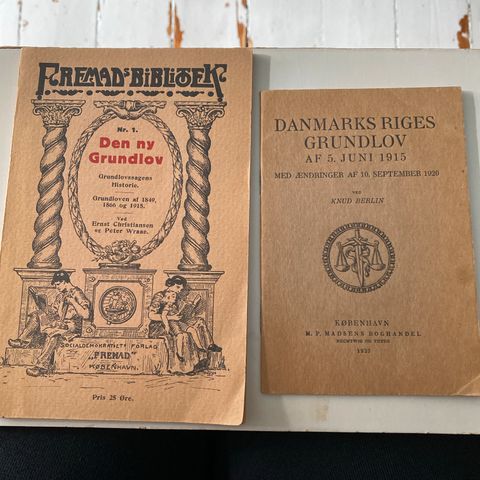 FREMADS BIBLIOTEK
Nr. 1.
Den ny
Grundlov
Grundlovssagens
Historie.
Grundloven af 1849,
1866 og 1915.
Ved
Ernst Christiansen
og Peter Wraae.
SOCIALDEMOKRATISK FORLAG
"FREMAD"
KØBENHAVN.
Pris 25 Øre.
DANMARKS RIGES
GRUNDLOV
AF 5. JUNI 1915
MED ÆNDRINGER AF 10. SEPTEMBER 1920
VED
KNUD BERLIN
KØBENHAVN
M. P. MADSENS BOGHANDEL